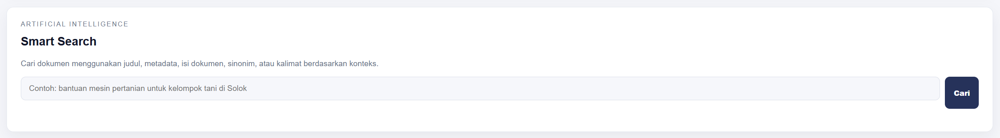 ARTIFICIAL INTELLIGENCE
Smart Search
Cari dokumen menggunakan judul, metadata, isi dokumen, sinonim, atau kalimat berdasarkan konteks.
Contoh: bantuan mesin pertanian untuk kelompok tani di Solok
Cari